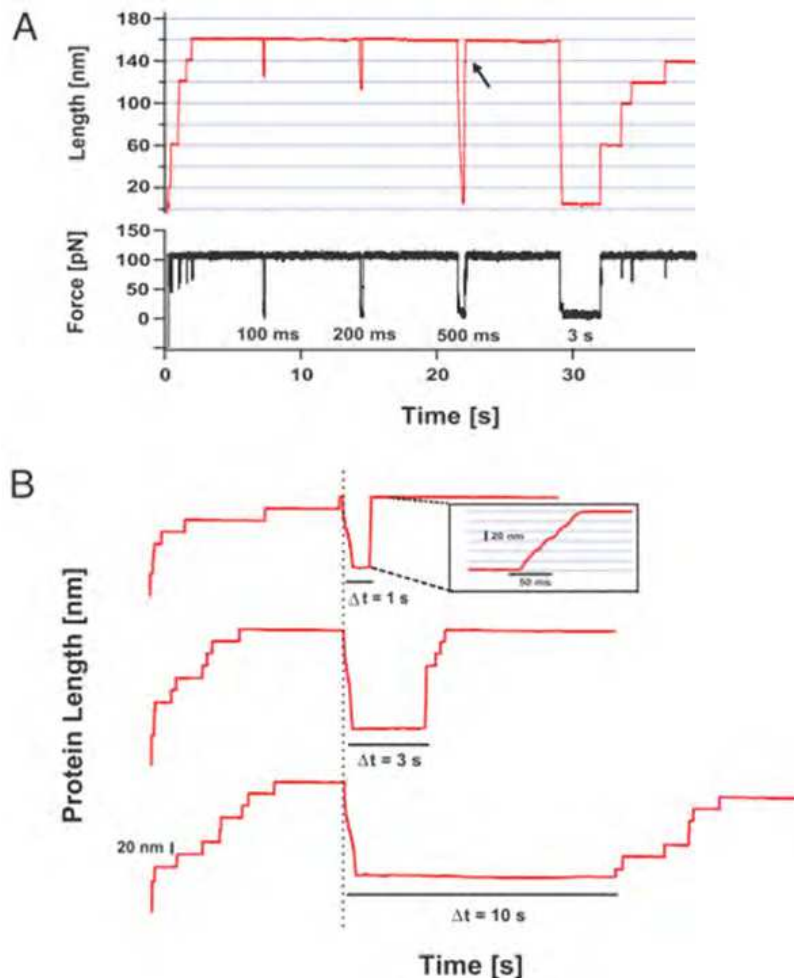 A
180
140
100
60
20
Length [nm]
150
100
50
0
Force [pN]
100 ms
200 ms
500 ms
3 s
0
10
20
30
Time [s]
B
Protein Length [nm]
20 nm
50 ms
Δt = 1 s
Δt = 3 s
20 nm
Δt = 10 s
Time [s]